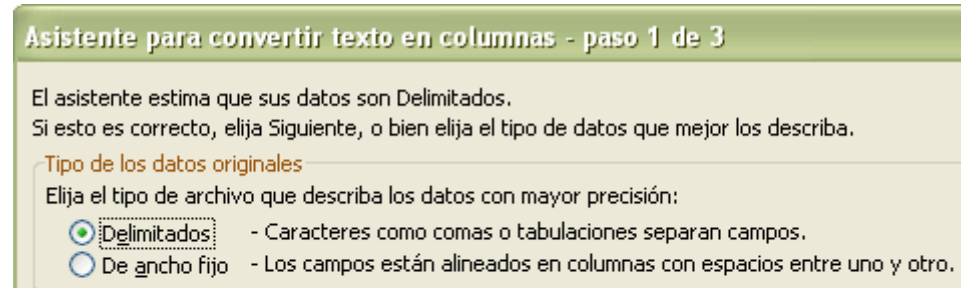 Asistente para convertir texto en columnas - paso 1 de 3
El asistente estima que sus datos son Delimitados.
Si esto es correcto, elija Siguiente, o bien elija el tipo de datos que mejor los describa.
Tipo de los datos originales
Elija el tipo de archivo que describa los datos con mayor precisión:
Delimitados - Caracteres como comas o tabulaciones separan campos.
De ancho fijo - Los campos están alineados en columnas con espacios entre uno y otro.